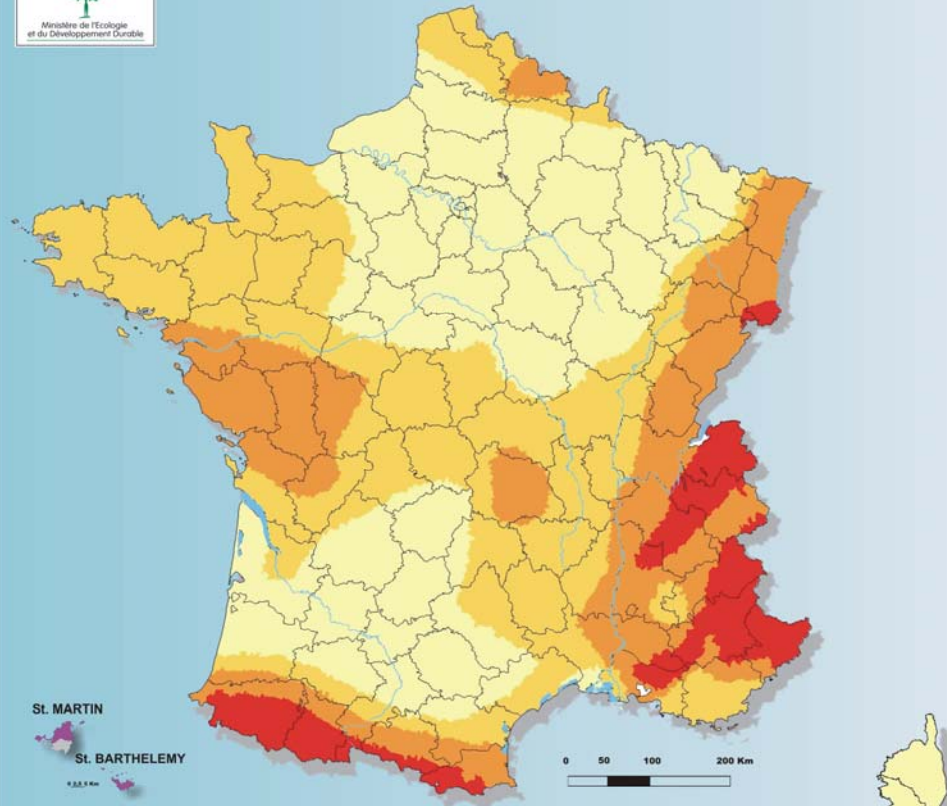 Ministère de l'Ecologie
et du Développement Durable
St. MARTIN
St. BARTHELEMY
0 50 100 200 Km